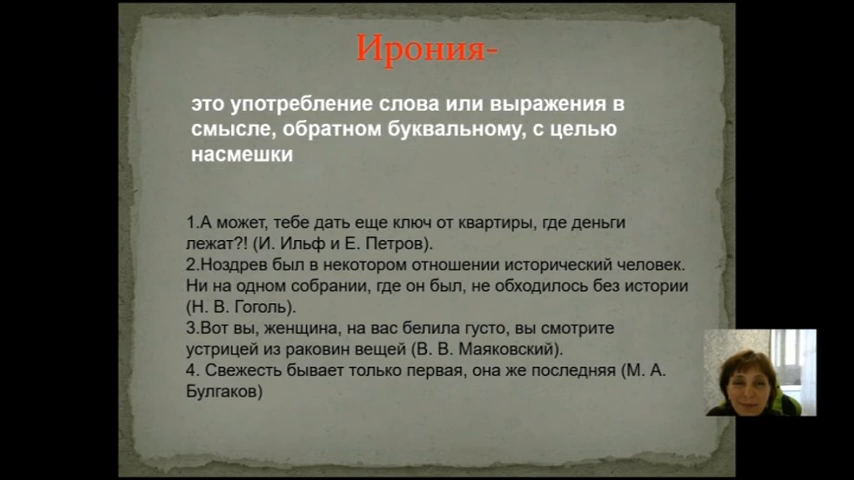 Ирония-
это употребление слова или выражения в
смысле, обратном буквальному, с целью
насмешки
1.А может, тебе дать еще ключ от квартиры, где деньги
лежат?! (И. Ильф и Е. Петров).
2.Ноздрев был в некотором отношении исторический человек.
Ни на одном собрании, где он был, не обходилось без истории
(Н. В. Гоголь).
3.Вот вы, женщина, на вас белила густо, вы смотрите
устрицей из раковин вещей (В. В. Маяковский).
4. Свежесть бывает только первая, она же последняя (М. А.
Булгаков)